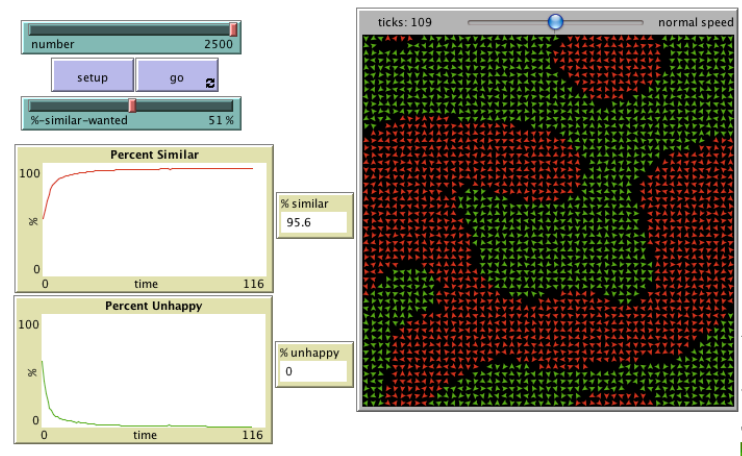 number 2500
setup
go
%-similar-wanted 51 %
Percent Similar
100
%
0
0 time 116
% similar
95.6
Percent Unhappy
100
%
0
0 time 116
% unhappy
0
ticks: 109 normal speed